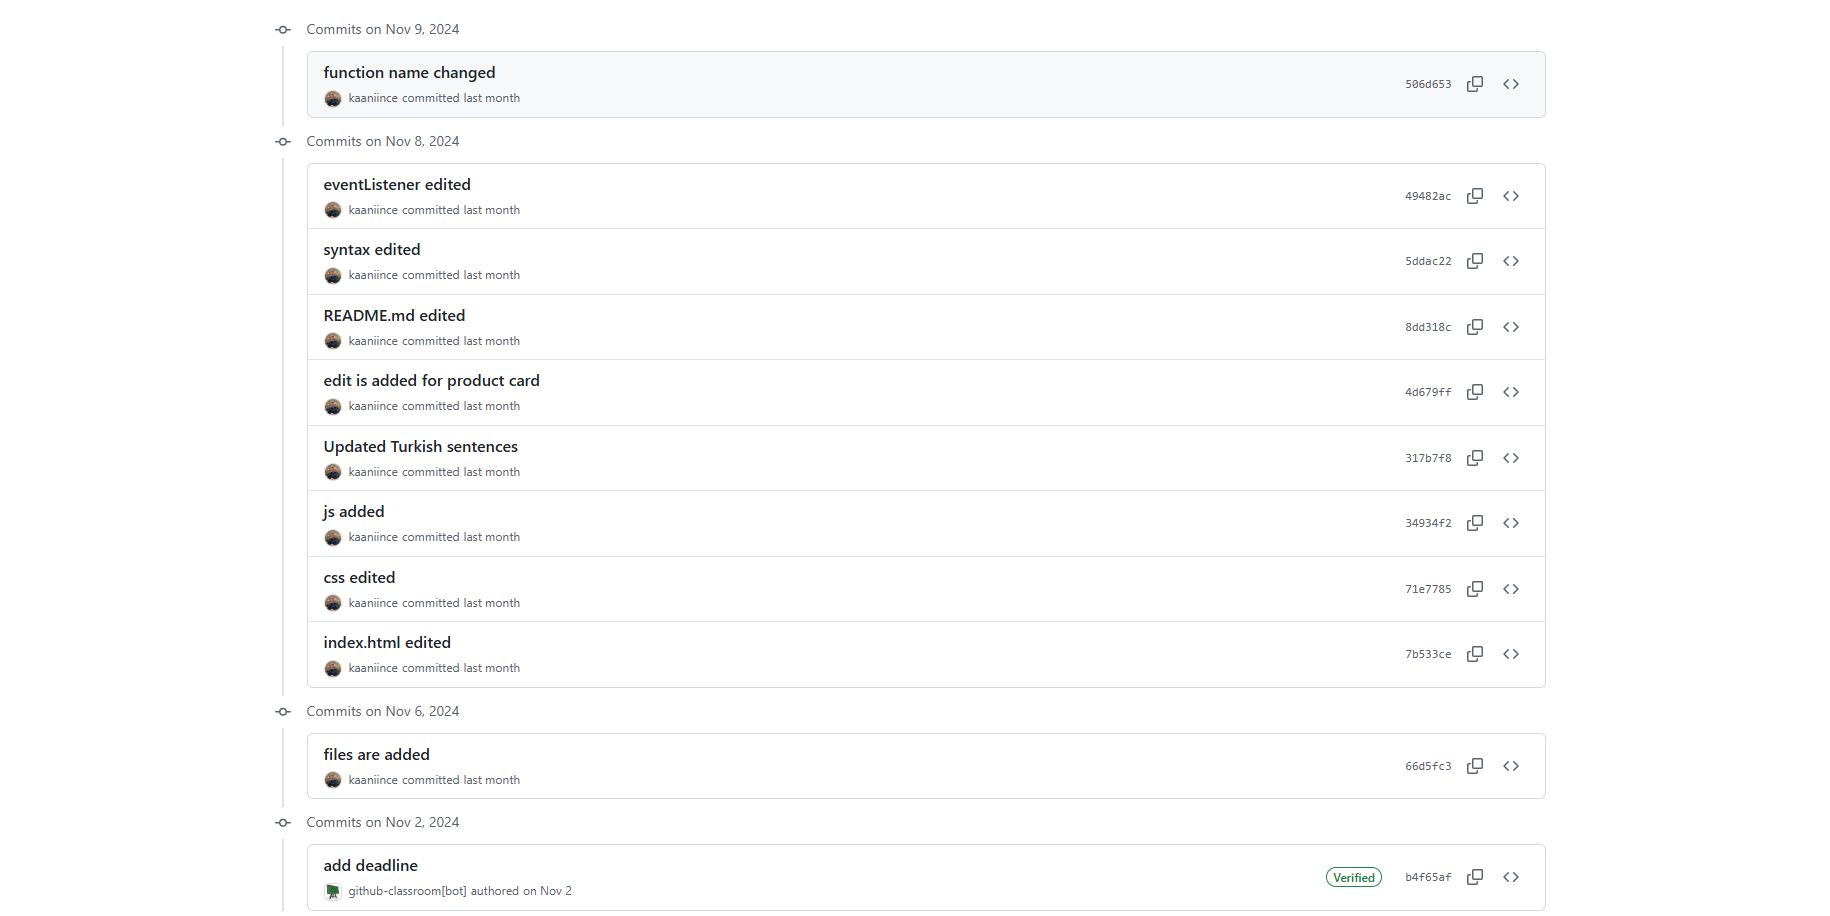 Commits on Nov 9, 2024
function name changed
506d653
kaaniince committed last month
Commits on Nov 8, 2024
eventListener edited
49482ac
kaaniince committed last month
syntax edited
5ddac22
kaaniince committed last month
README.md edited
8dd318c
kaaniince committed last month
edit is added for product card
4d679ff
kaaniince committed last month
Updated Turkish sentences
317b7f8
kaaniince committed last month
js added
34934f2
kaaniince committed last month
css edited
71e7785
kaaniince committed last month
index.html edited
7b533ce
kaaniince committed last month
Commits on Nov 6, 2024
files are added
66d5fc3
kaaniince committed last month
Commits on Nov 2, 2024
add deadline
Verified b4f65af
github-classroom[bot] authored on Nov 2